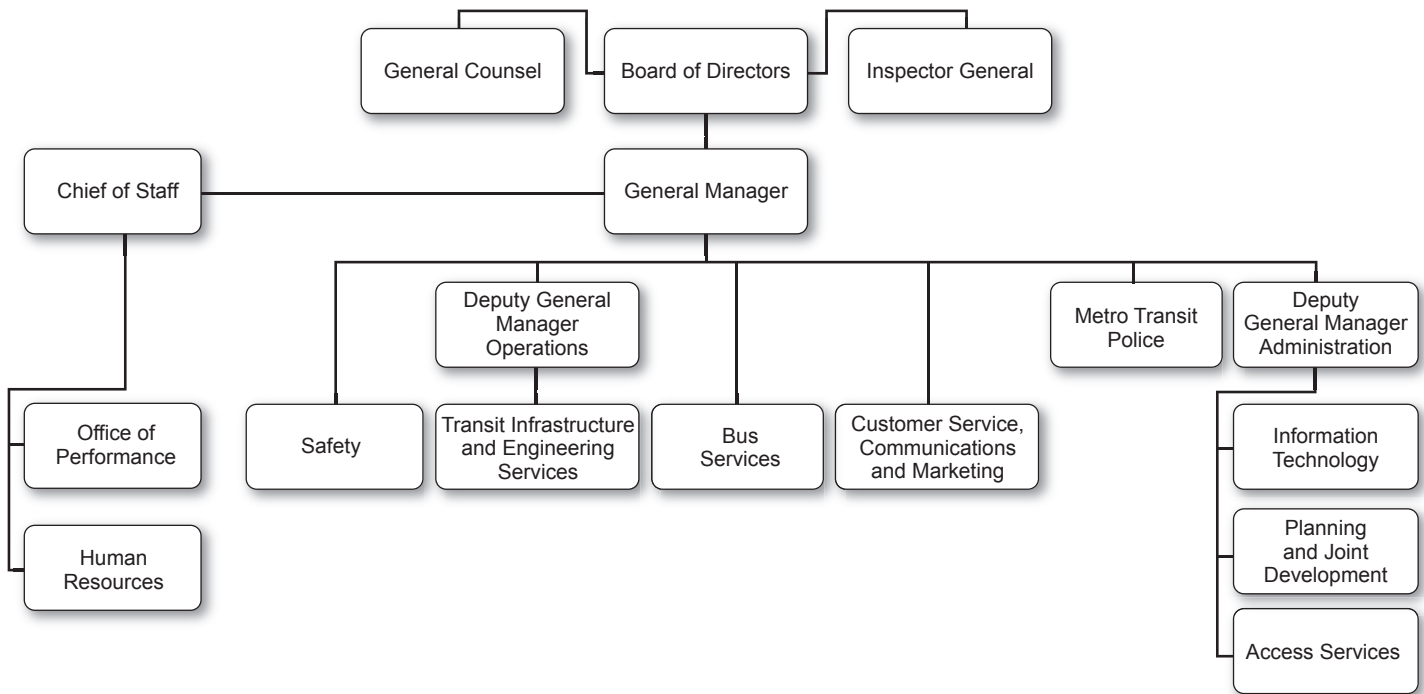 General Counsel
Board of Directors
Inspector General
Chief of Staff
General Manager
Deputy General
Manager
Operations
Metro Transit
Police
Deputy
General Manager
Administration
Office of
Performance
Safety
Transit Infrastructure
and Engineering
Services
Bus
Services
Customer Service,
Communications
and Marketing
Information
Technology
Human
Resources
Planning
and Joint
Development
Access Services